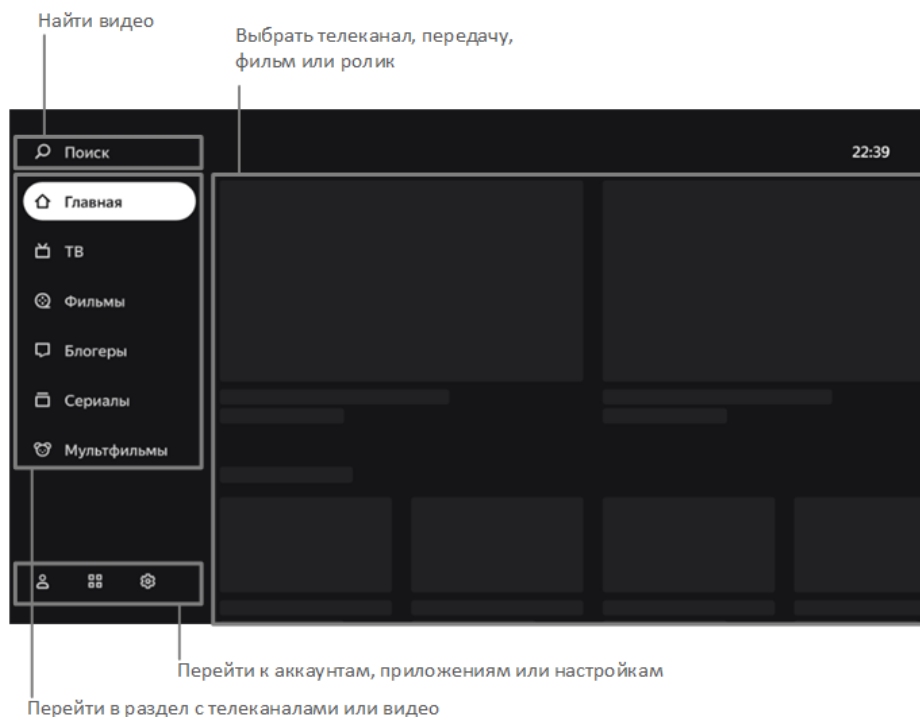 Найти видео
Выбрать телеканал, передачу,
фильм или ролик
Поиск
22:39
Главная
ТВ
Фильмы
Блогеры
Сериалы
Мультфильмы
Перейти к аккаунтам, приложениям или настройкам
Перейти в раздел с телеканалами или видео